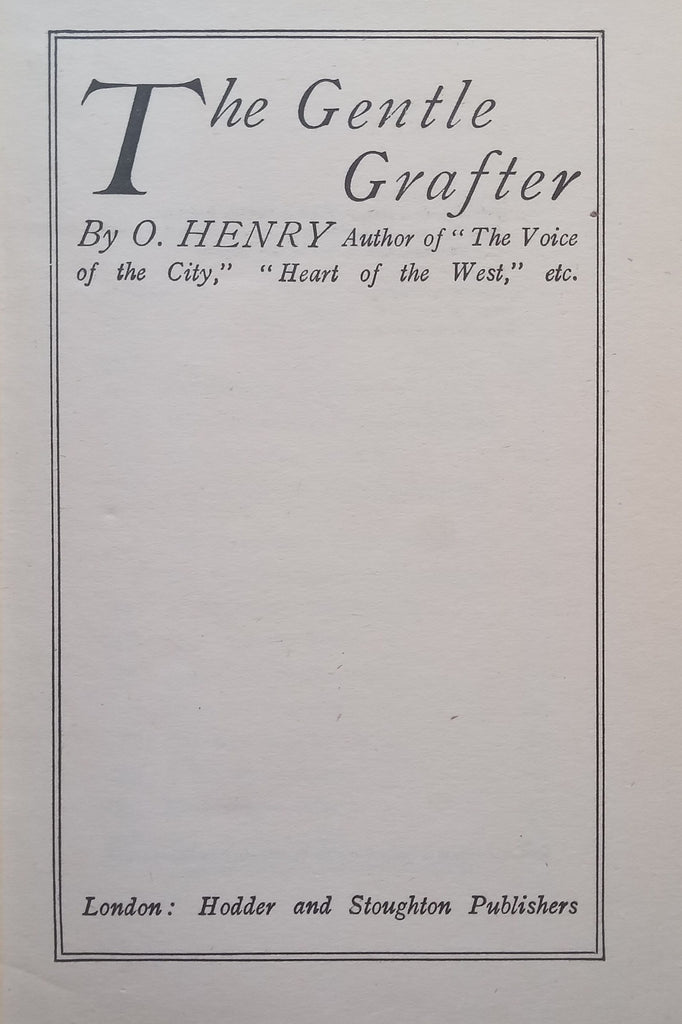 The Gentle
Grafter
By O. HENRY Author of “ The Voice
of the City,” “ Heart of the West,” etc.
London: Hodder and Stoughton Publishers